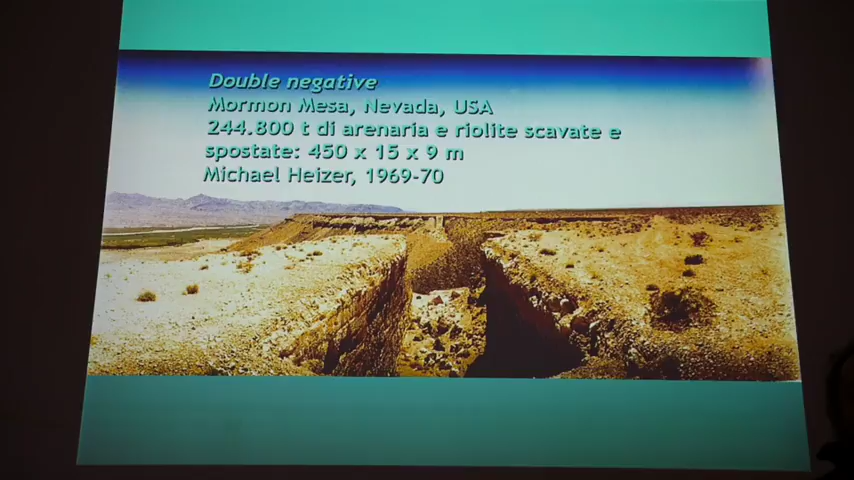 Double negative
Mormon Mesa, Nevada, USA
244.800 t di arenaria e riolite scavate e
spostate: 450 x 15 x 9 m
Michael Heizer, 1969-70